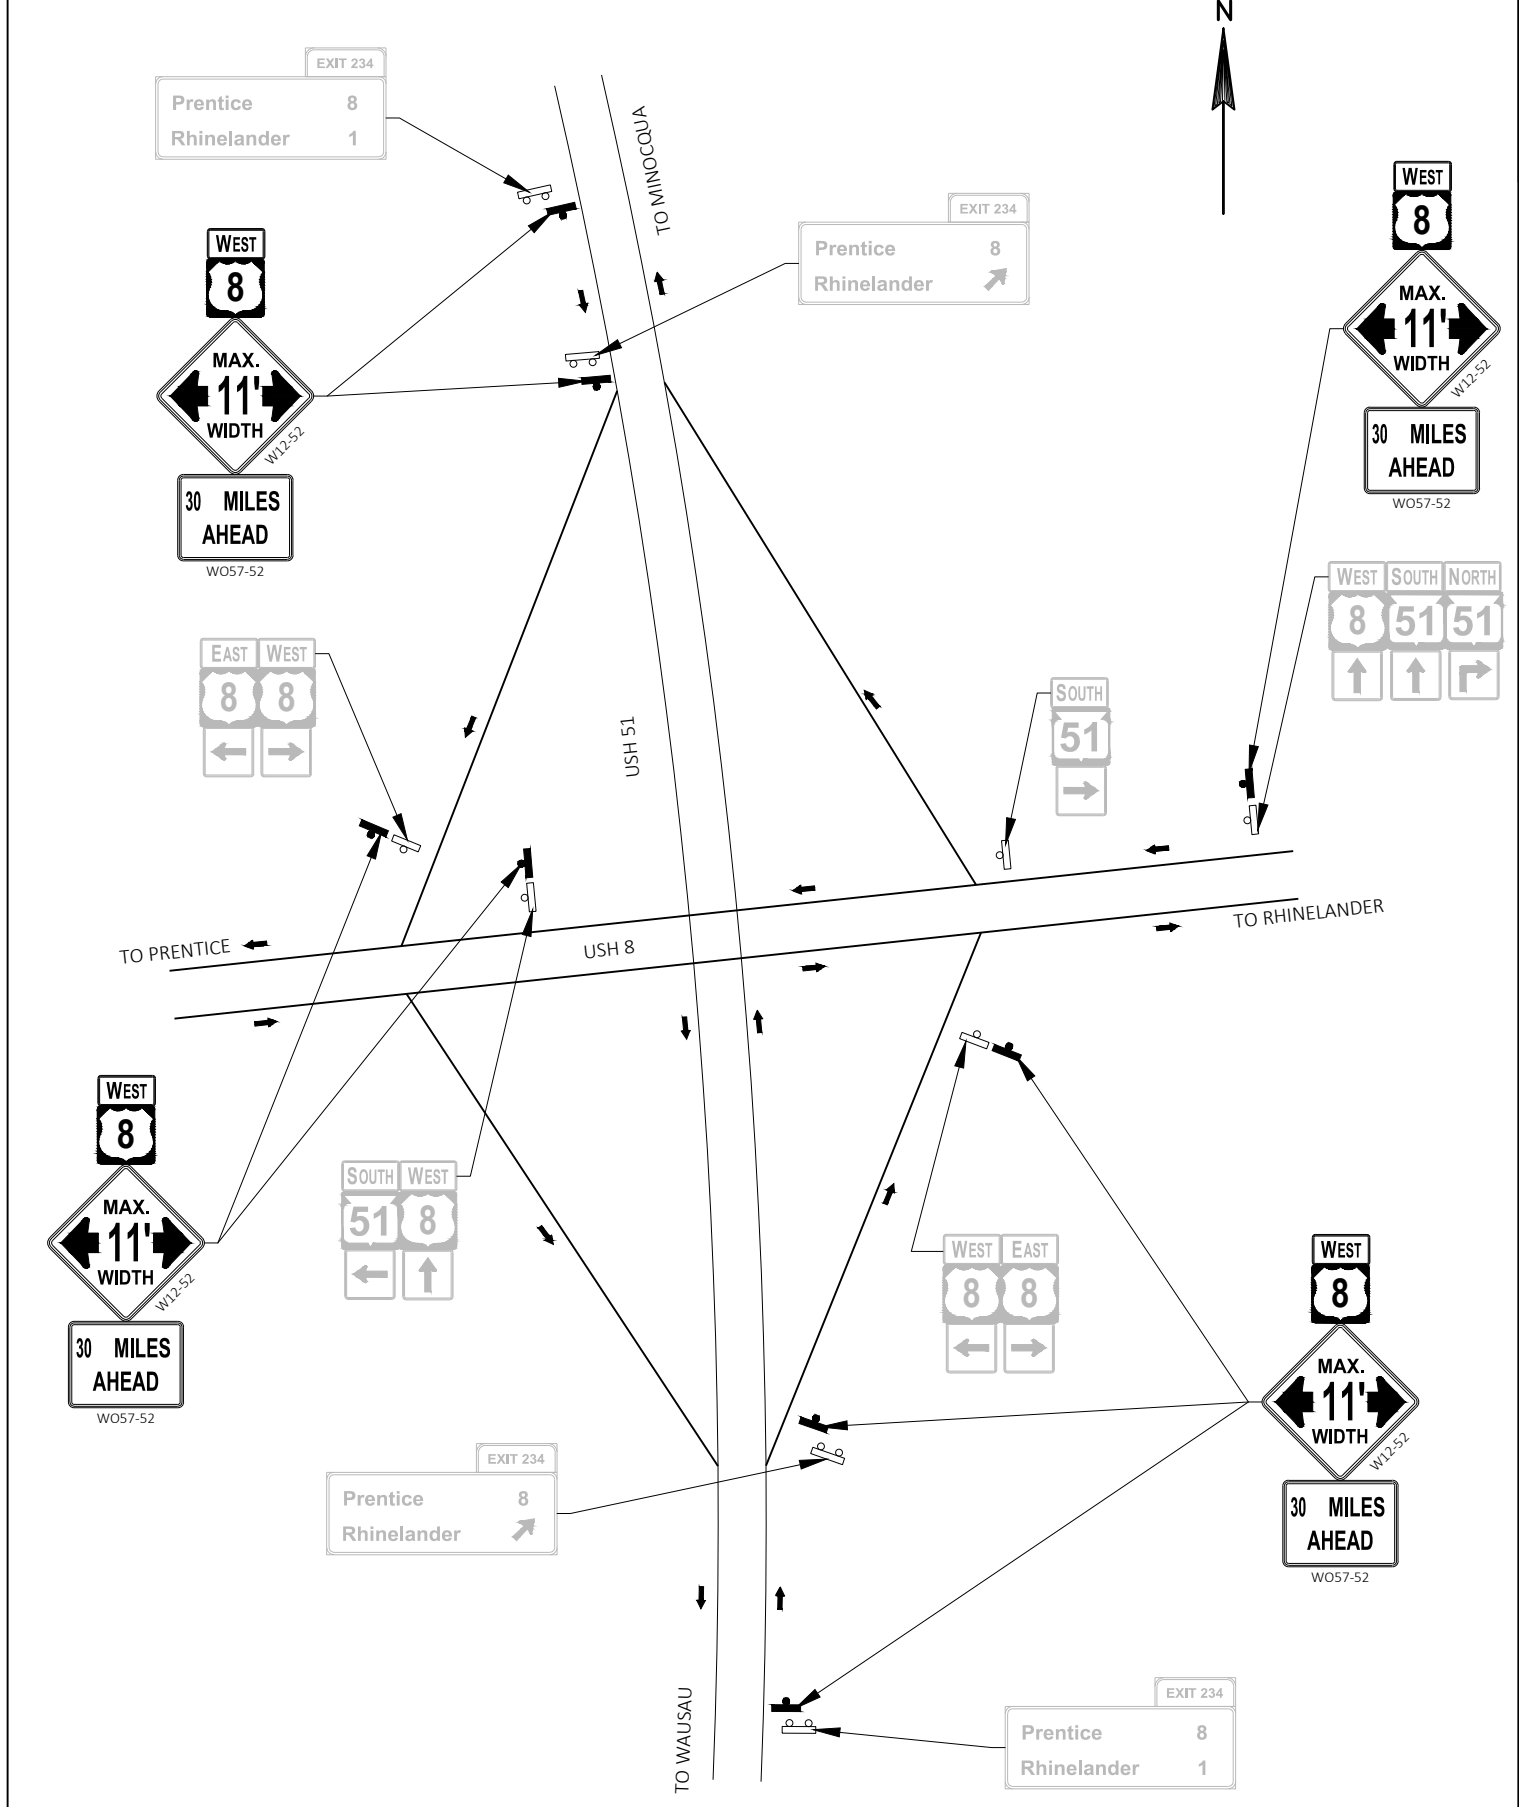 N
EXIT 234
Prentice 8
Rhinelander 1
TO MINOCQUA
WEST
8
MAX.
11'
WIDTH
W12-52
30 MILES
AHEAD
WO57-52
EXIT 234
Prentice 8
Rhinelander
WEST
8
MAX.
11'
WIDTH
W12-52
30 MILES
AHEAD
WO57-52
WEST SOUTH NORTH
8 51 51
EAST WEST
8 8
USH 51
SOUTH
51
TO PRENTICE
USH 8
TO RHINELANDER
WEST
8
MAX.
11'
WIDTH
W12-52
30 MILES
AHEAD
WO57-52
SOUTH WEST
51 8
WEST EAST
8 8
WEST
8
MAX.
11'
WIDTH
W12-52
30 MILES
AHEAD
WO57-52
EXIT 234
Prentice 8
Rhinelander
TO WAUSAU
EXIT 234
Prentice 8
Rhinelander 1